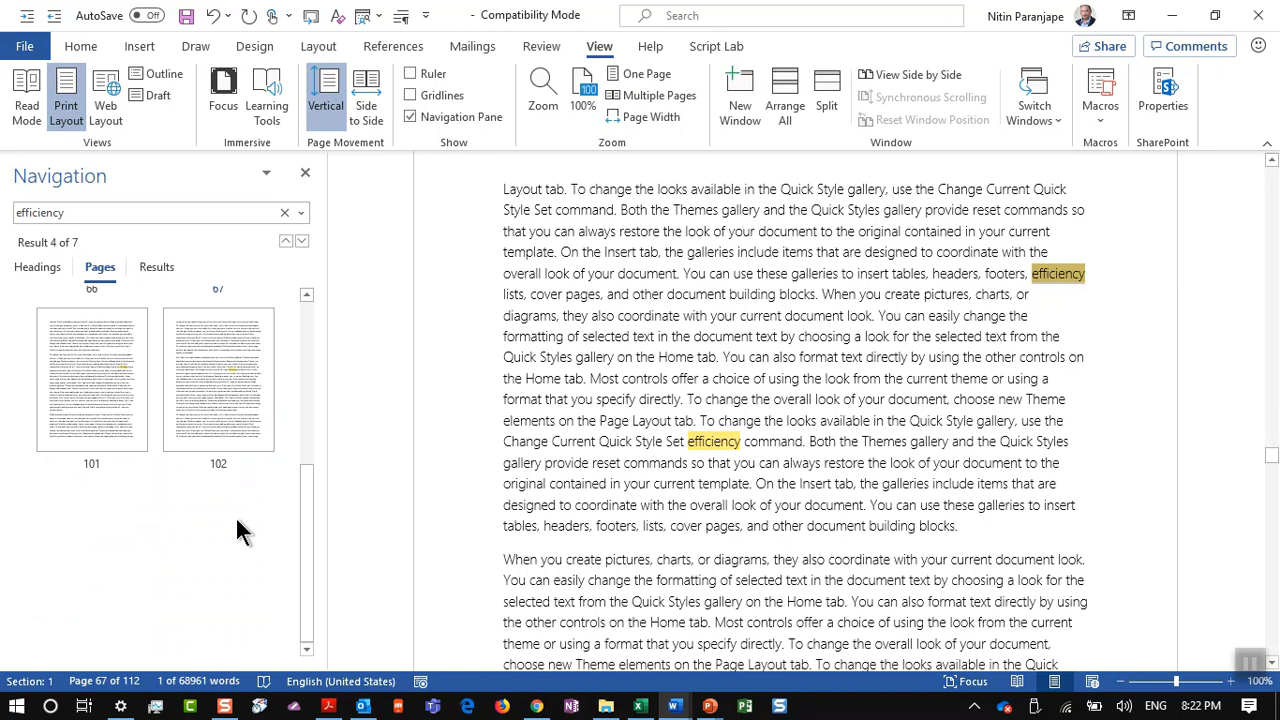 AutoSave Off - Compatibility Mode Search Nitin Paranjape
File Home Insert Draw Design Layout References Mailings Review View Help Script Lab Share Comments
Read Mode Print Layout Web Layout Outline Draft
Views
Focus Learning Tools
Immersive
Vertical Side to Side
Page Movement
Ruler
Gridlines
Navigation Pane
Show
Zoom 100% One Page
Multiple Pages
Page Width
Zoom
New Window Arrange All Split View Side by Side
Synchronous Scrolling
Reset Window Position
Switch Windows
Window
Macros
Macros
Properties
SharePoint
Navigation
efficiency
Result 4 of 7
Headings Pages Results
66 67
101 102
Layout tab. To change the looks available in the Quick Style gallery, use the Change Current Quick
Style Set command. Both the Themes gallery and the Quick Styles gallery provide reset commands so
that you can always restore the look of your document to the original contained in your current
template. On the Insert tab, the galleries include items that are designed to coordinate with the
overall look of your document. You can use these galleries to insert tables, headers, footers, efficiency
lists, cover pages, and other document building blocks. When you create pictures, charts, or
diagrams, they also coordinate with your current document look. You can easily change the
formatting of selected text in the document text by choosing a look for the selected text from the
Quick Styles gallery on the Home tab. You can also format text directly by using the other controls on
the Home tab. Most controls offer a choice of using the look from the current theme or using a
format that you specify directly. To change the overall look of your document, choose new Theme
elements on the Page Layout tab. To change the looks available in the Quick Style gallery, use the
Change Current Quick Style Set efficiency command. Both the Themes gallery and the Quick Styles
gallery provide reset commands so that you can always restore the look of your document to the
original contained in your current template. On the Insert tab, the galleries include items that are
designed to coordinate with the overall look of your document. You can use these galleries to insert
tables, headers, footers, lists, cover pages, and other document building blocks.
When you create pictures, charts, or diagrams, they also coordinate with your current document look.
You can easily change the formatting of selected text in the document text by choosing a look for the
selected text from the Quick Styles gallery on the Home tab. You can also format text directly by using
the other controls on the Home tab. Most controls offer a choice of using the look from the current
theme or using a format that you specify directly. To change the overall look of your document,
choose new Theme elements on the Page Layout tab. To change the looks available in the Quick
Section: 1 Page 67 of 112 1 of 68961 words English (United States) Focus 100%
ENG 8:22 PM